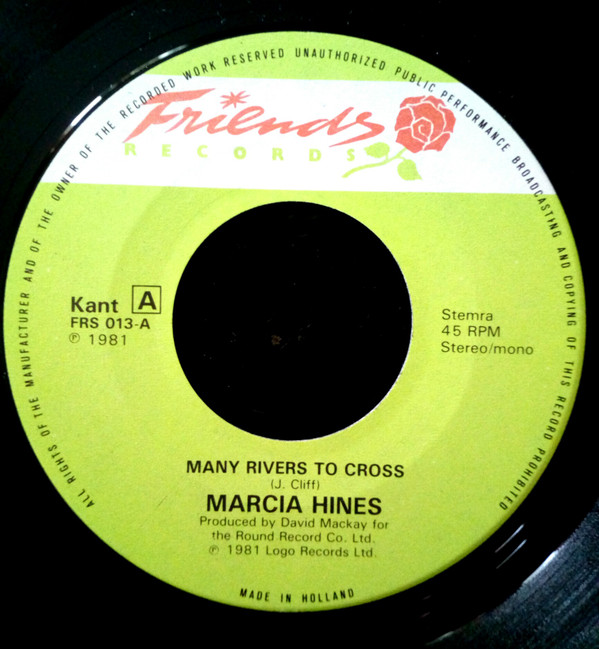 ALL RIGHTS OF THE MANUFACTURER AND OF THE OWNER OF THE RECORDED WORK RESERVED UNAUTHORIZED PUBLIC PERFORMANCE BROADCASTING AND COPYING OF THIS RECORD PROHIBITED
Friends
RECORDS
Kant A
FRS 013-A
℗ 1981
Stemra
45 RPM
Stereo/mono
MANY RIVERS TO CROSS
(J. Cliff)
MARCIA HINES
Produced by David Mackay for
the Round Record Co. Ltd.
℗ 1981 Logo Records Ltd.
MADE IN HOLLAND